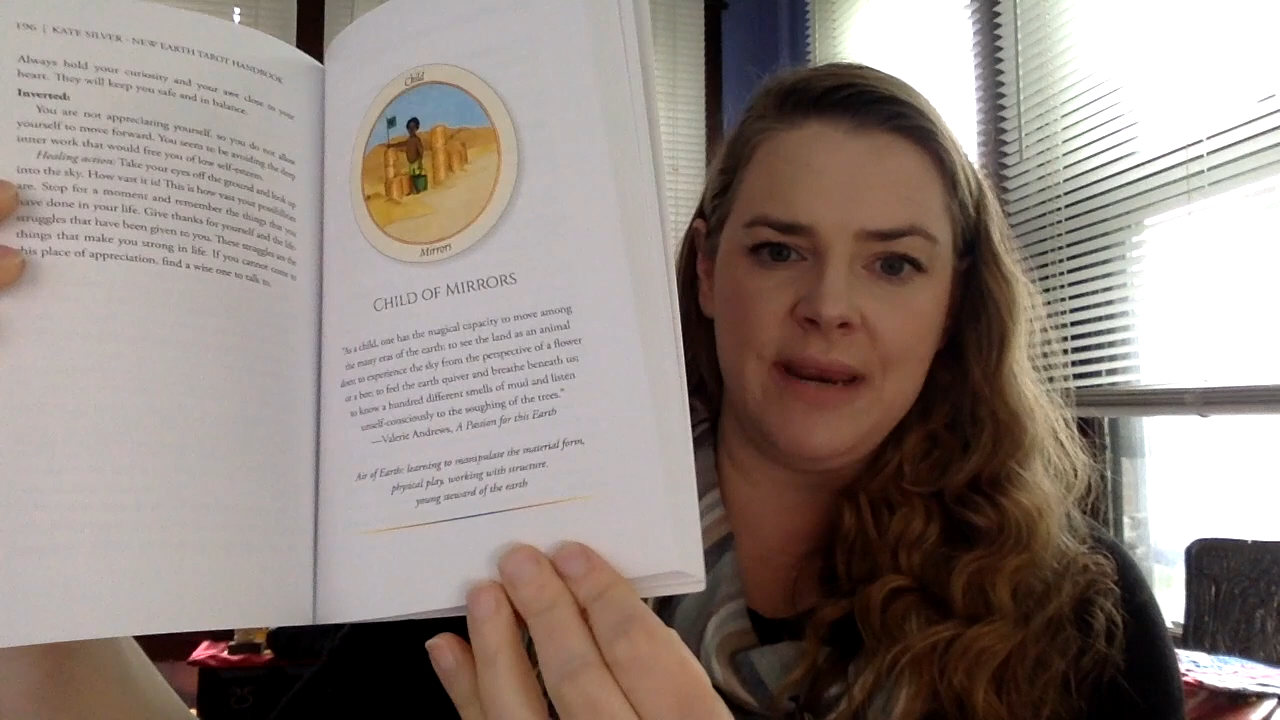 196 | KATE SILVER · NEW EARTH TAROT HANDBOOK
Always hold your curiosity and your awe close to your
heart. They will keep you safe and in balance.
Inverted:
You are not appreciating yourself, so you do not allow
yourself to move forward. You seem to be avoiding the deep
inner work that would free you of low self-esteem.
Healing action: Take your eyes off the ground and look up
into the sky. How vast it is! This is how vast your possibilities
are. Stop for a moment and remember the things that you
have done in your life. Give thanks for yourself and the life
struggles that have been given to you. These struggles are the
things that make you strong in life. If you cannot come to
this place of appreciation, find a wise one to talk to.
Child
Mirrors
CHILD OF MIRRORS
"As a child, one has the magical capacity to move among
the many eras of the earth; to see the land as an animal
does; to experience the sky from the perspective of a flower
or a bee; to feel the earth quiver and breathe beneath us;
to know a hundred different smells of mud and listen
unself-consciously to the soughing of the trees."
—Valerie Andrews, A Passion for this Earth
Air of Earth: learning to manipulate the material form,
physical play, working with structure,
young steward of the earth